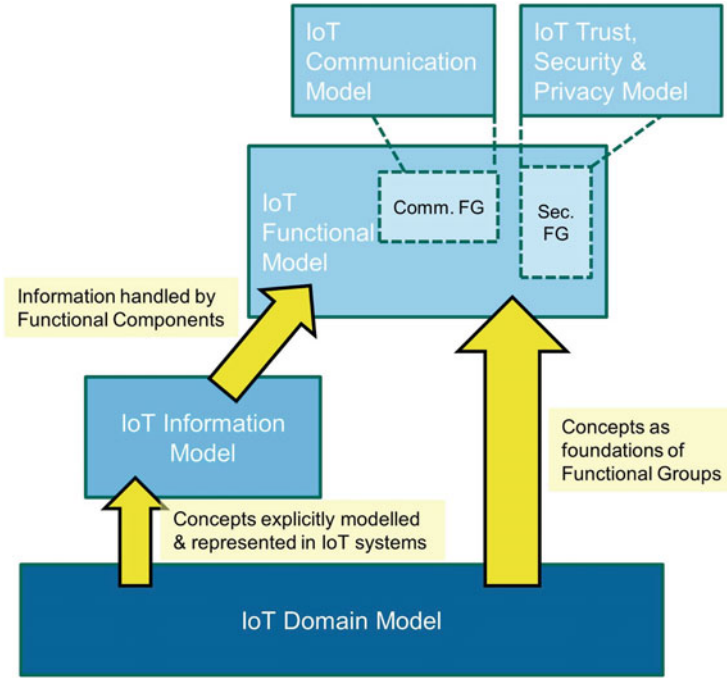 IoT
Communication
Model
IoT Trust,
Security &
Privacy Model
IoT
Functional
Model
Comm. FG
Sec.
FG
Information handled by
Functional Components
IoT Information
Model
Concepts as
foundations of
Functional Groups
Concepts explicitly modelled
& represented in IoT systems
IoT Domain Model